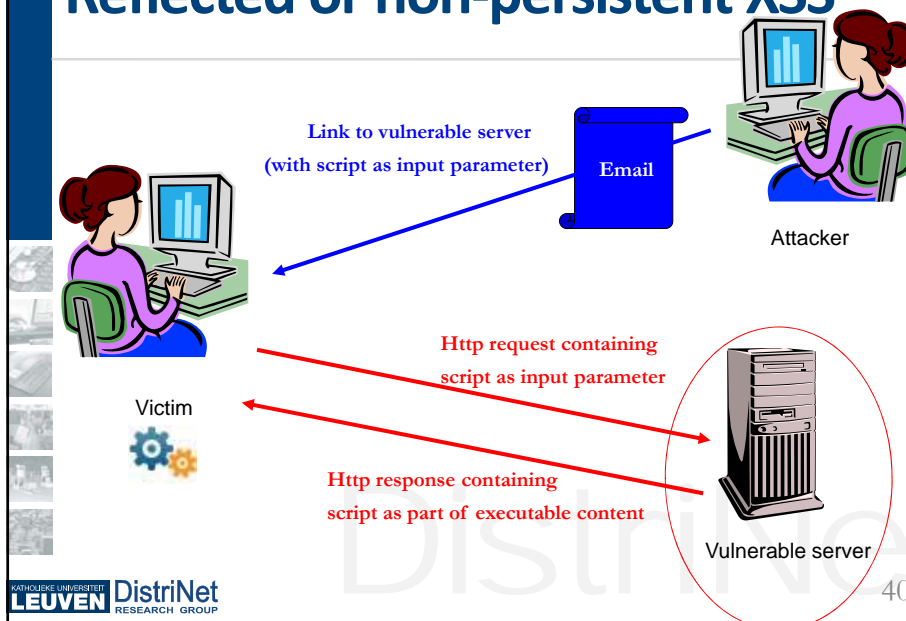 Reflected or non-persistent XSS
Link to vulnerable server
(with script as input parameter)
Email
Attacker
Http request containing
script as input parameter
Victim
Http response containing
script as part of executable content
Vulnerable server
DistriNe
KATHOLIEKE UNIVERSITEIT
LEUVEN
DistriNet
RESEARCH GROUP
40